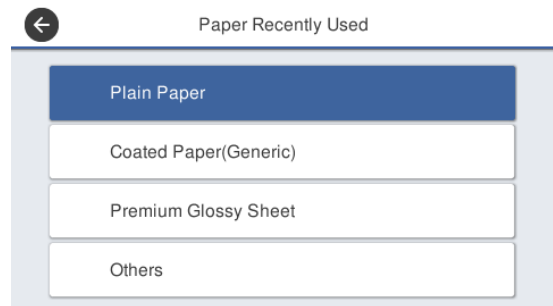 Paper Recently Used
Plain Paper
Coated Paper(Generic)
Premium Glossy Sheet
Others